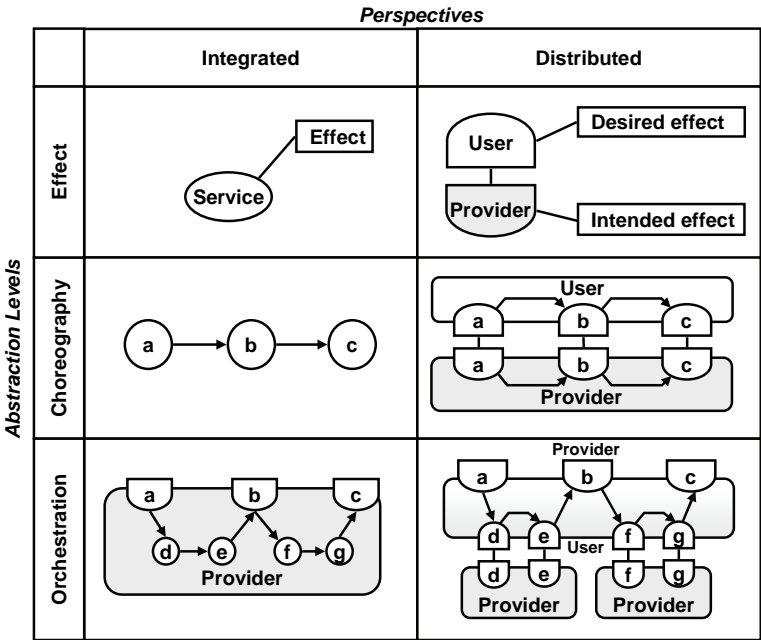 Perspectives
Integrated
Distributed
Abstraction Levels
Effect
Effect
Service
User
Desired effect
Provider
Intended effect
Choreography
a b c
User
a b c
a b c
Provider
Orchestration
a b c
d e f g
Provider
Provider
a b c
d e f g
User
d e f g
Provider Provider